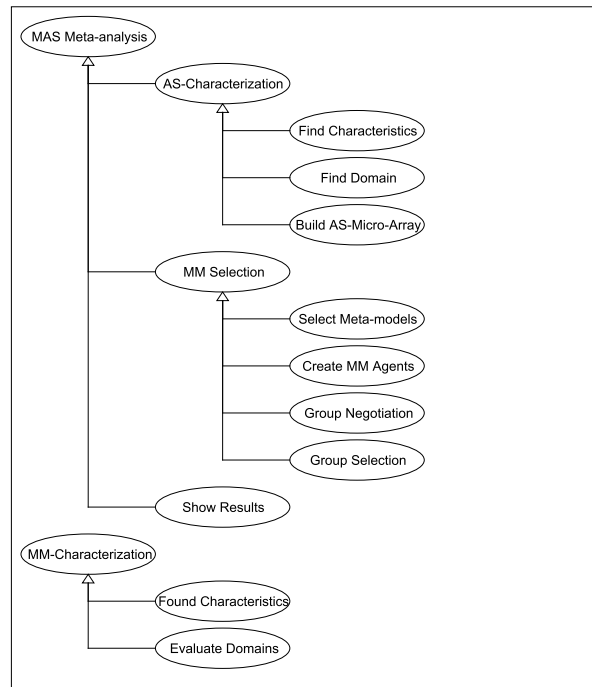 MAS Meta-analysis
AS-Characterization
Find Characteristics
Find Domain
Build AS-Micro-Array
MM Selection
Select Meta-models
Create MM Agents
Group Negotiation
Group Selection
Show Results
MM-Characterization
Found Characteristics
Evaluate Domains